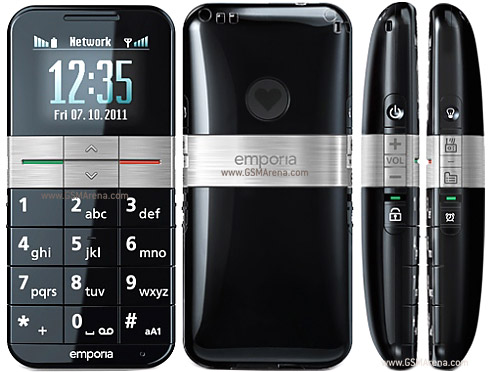 Network
12:35
Fri 07.10.2011
www.GSMArena.com
1
2 abc
3 def
4 ghi
5 jkl
6 mno
7 pqrs
8 tuv
9 wxyz
* +
0
# aA1
emporia
emporia
www.GSMArena.com
+
VOL
–
www.GSMArena.com